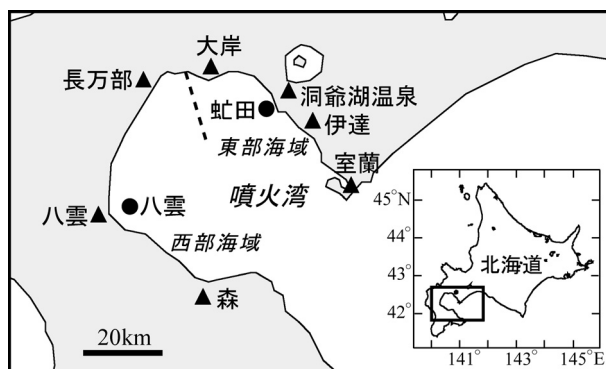 大岸
長万部
洞爺湖温泉
虻田
伊達
東部海域
室蘭
噴火湾
八雲
八雲
西部海域
森
20km
45°N
44°
43°
42°
北海道
141° 143° 145°E